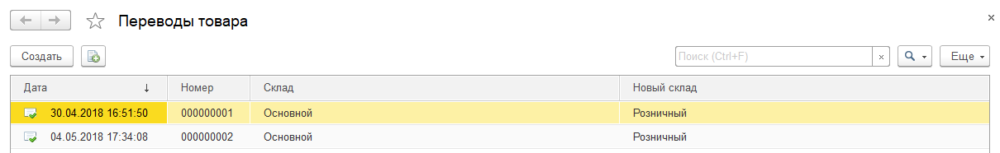 Переводы товара
Создать Поиск (Ctrl+F) Еще
Дата Номер Склад Новый склад
30.04.2018 16:51:50 000000001 Основной Розничный
04.05.2018 17:34:08 000000002 Основной Розничный